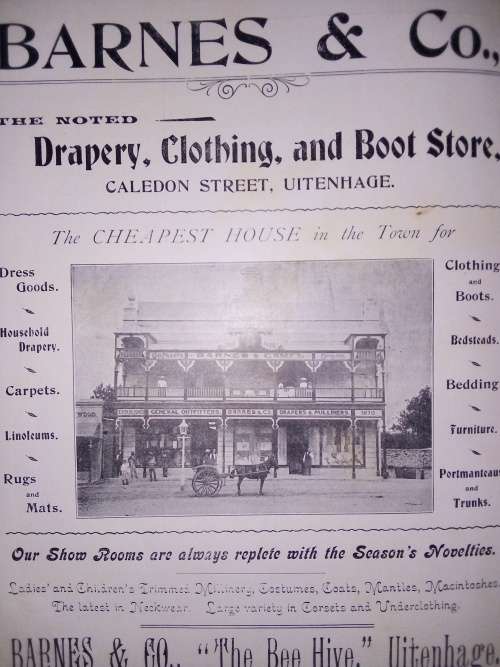 BARNES & Co.,
THE NOTED
Drapery, Clothing, and Boot Store,
CALEDON STREET, UITENHAGE.
The CHEAPEST HOUSE in the Town for
Dress
Goods.
Household
Drapery.
Carpets.
Linoleums.
Rugs
and
Mats.
BARNES & COMPY
GENERAL OUTFITTERS. BARNES & Co DRAPERS & MILLINERS. 1870
Clothing
and
Boots.
Bedsteads.
Bedding
Furniture.
Portmanteau
and
Trunks.
Our Show Rooms are always replete with the Season's Novelties.
Ladies' and Children's Trimmed Millinery, Costumes, Coats, Mantles, Macintoshes
The latest in Neckwear. Large variety in Corsets and Underclothing.
BARNES & CO., "The Bee Hive," Uitenhage